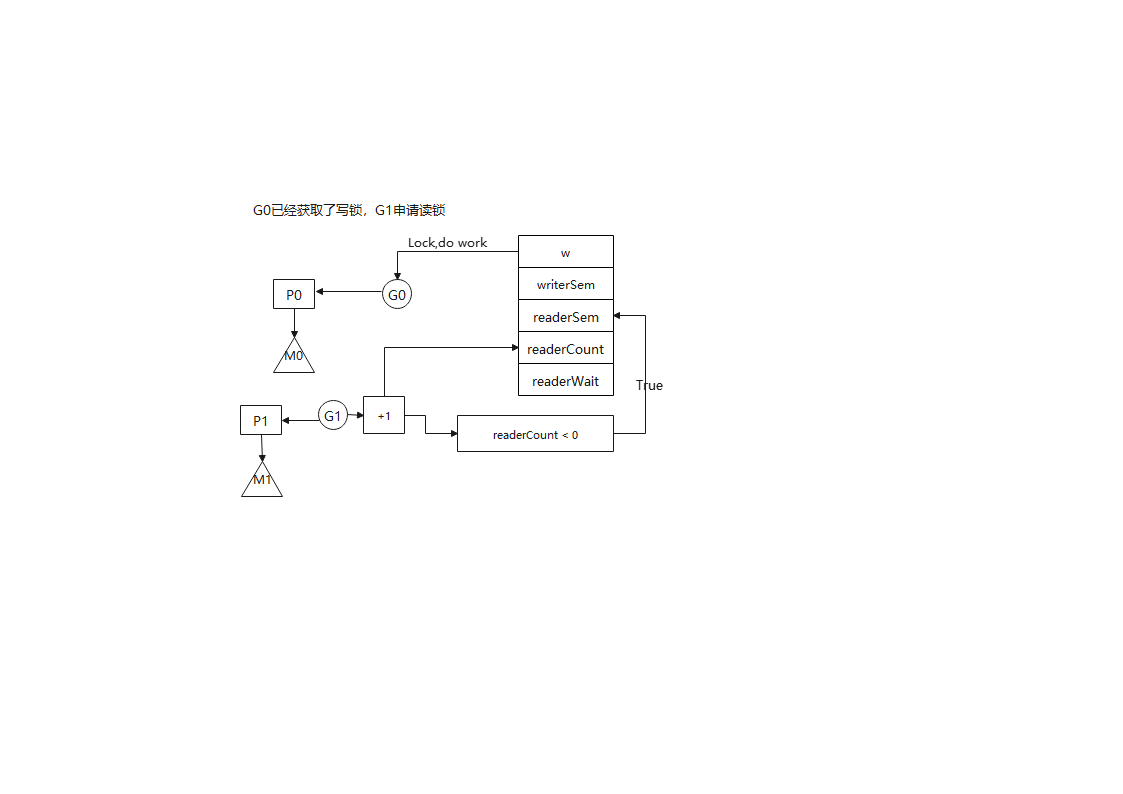 G0已经获取了写锁，G1申请读锁
Lock,do work
w
writerSem
P0
G0
readerSem
readerCount
M0
readerWait
True
P1
G1
+1
readerCount < 0
M1